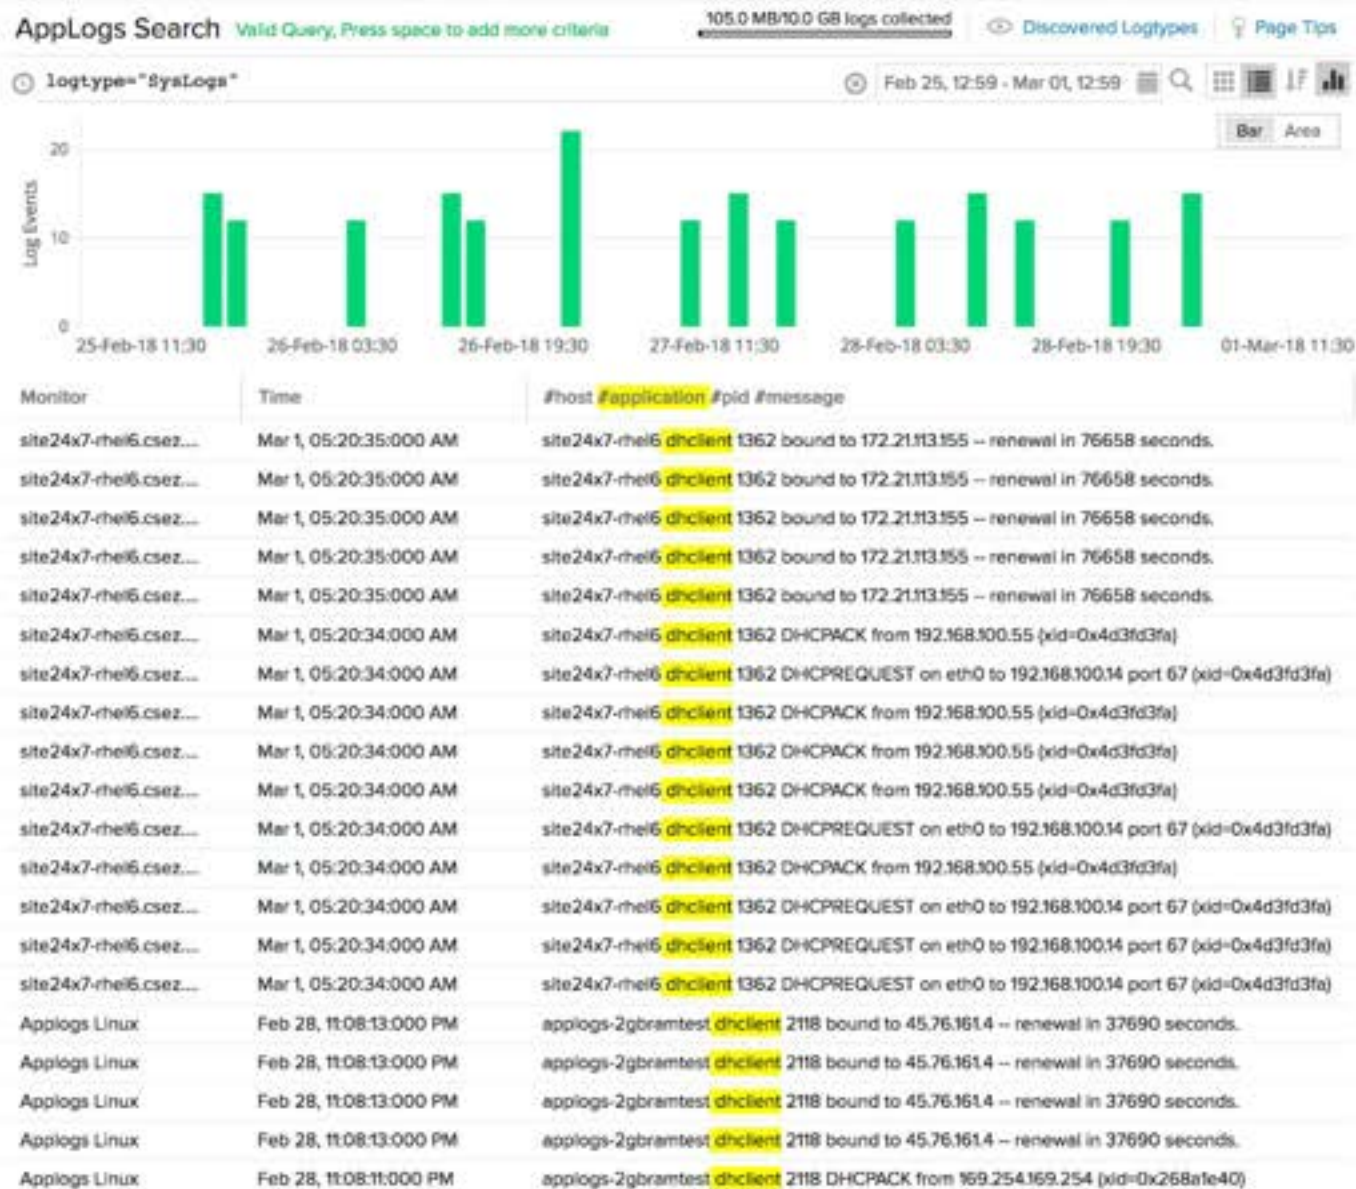 AppLogs Search Valid Query, Press space to add more criteria 105.0 MB/10.0 GB logs collected Discovered Logtypes Page Tips
logtype="SysLogs" Feb 25, 12:59 - Mar 01, 12:59
Bar Area
20
Log Events
10
0
25-Feb-18 11:30 26-Feb-18 03:30 26-Feb-18 19:30 27-Feb-18 11:30 28-Feb-18 03:30 28-Feb-18 19:30 01-Mar-18 11:30
Monitor Time #host #application #pid #message
site24x7-rhel6.csez.... Mar 1, 05:20:35:000 AM site24x7-rhel6 dhclient 1362 bound to 172.21.113.155 -- renewal in 76658 seconds.
site24x7-rhel6.csez.... Mar 1, 05:20:35:000 AM site24x7-rhel6 dhclient 1362 bound to 172.21.113.155 -- renewal in 76658 seconds.
site24x7-rhel6.csez.... Mar 1, 05:20:35:000 AM site24x7-rhel6 dhclient 1362 bound to 172.21.113.155 -- renewal in 76658 seconds.
site24x7-rhel6.csez.... Mar 1, 05:20:35:000 AM site24x7-rhel6 dhclient 1362 bound to 172.21.113.155 -- renewal in 76658 seconds.
site24x7-rhel6.csez.... Mar 1, 05:20:35:000 AM site24x7-rhel6 dhclient 1362 bound to 172.21.113.155 -- renewal in 76658 seconds.
site24x7-rhel6.csez.... Mar 1, 05:20:34:000 AM site24x7-rhel6 dhclient 1362 DHCPACK from 192.168.100.55 (xid=0x4d3fd3fa)
site24x7-rhel6.csez.... Mar 1, 05:20:34:000 AM site24x7-rhel6 dhclient 1362 DHCPREQUEST on eth0 to 192.168.100.14 port 67 (xid=0x4d3fd3fa)
site24x7-rhel6.csez.... Mar 1, 05:20:34:000 AM site24x7-rhel6 dhclient 1362 DHCPACK from 192.168.100.55 (xid=0x4d3fd3fa)
site24x7-rhel6.csez.... Mar 1, 05:20:34:000 AM site24x7-rhel6 dhclient 1362 DHCPACK from 192.168.100.55 (xid=0x4d3fd3fa)
site24x7-rhel6.csez.... Mar 1, 05:20:34:000 AM site24x7-rhel6 dhclient 1362 DHCPACK from 192.168.100.55 (xid=0x4d3fd3fa)
site24x7-rhel6.csez.... Mar 1, 05:20:34:000 AM site24x7-rhel6 dhclient 1362 DHCPREQUEST on eth0 to 192.168.100.14 port 67 (xid=0x4d3fd3fa)
site24x7-rhel6.csez.... Mar 1, 05:20:34:000 AM site24x7-rhel6 dhclient 1362 DHCPACK from 192.168.100.55 (xid=0x4d3fd3fa)
site24x7-rhel6.csez.... Mar 1, 05:20:34:000 AM site24x7-rhel6 dhclient 1362 DHCPREQUEST on eth0 to 192.168.100.14 port 67 (xid=0x4d3fd3fa)
site24x7-rhel6.csez.... Mar 1, 05:20:34:000 AM site24x7-rhel6 dhclient 1362 DHCPREQUEST on eth0 to 192.168.100.14 port 67 (xid=0x4d3fd3fa)
site24x7-rhel6.csez.... Mar 1, 05:20:34:000 AM site24x7-rhel6 dhclient 1362 DHCPREQUEST on eth0 to 192.168.100.14 port 67 (xid=0x4d3fd3fa)
Applogs Linux Feb 28, 11:08:13:000 PM applogs-2gbramtest dhclient 2118 bound to 45.76.161.4 -- renewal in 37690 seconds.
Applogs Linux Feb 28, 11:08:13:000 PM applogs-2gbramtest dhclient 2118 bound to 45.76.161.4 -- renewal in 37690 seconds.
Applogs Linux Feb 28, 11:08:13:000 PM applogs-2gbramtest dhclient 2118 bound to 45.76.161.4 -- renewal in 37690 seconds.
Applogs Linux Feb 28, 11:08:13:000 PM applogs-2gbramtest dhclient 2118 bound to 45.76.161.4 -- renewal in 37690 seconds.
Applogs Linux Feb 28, 11:08:11:000 PM applogs-2gbramtest dhclient 2118 DHCPACK from 169.254.169.254 (xid=0x268a1e40)